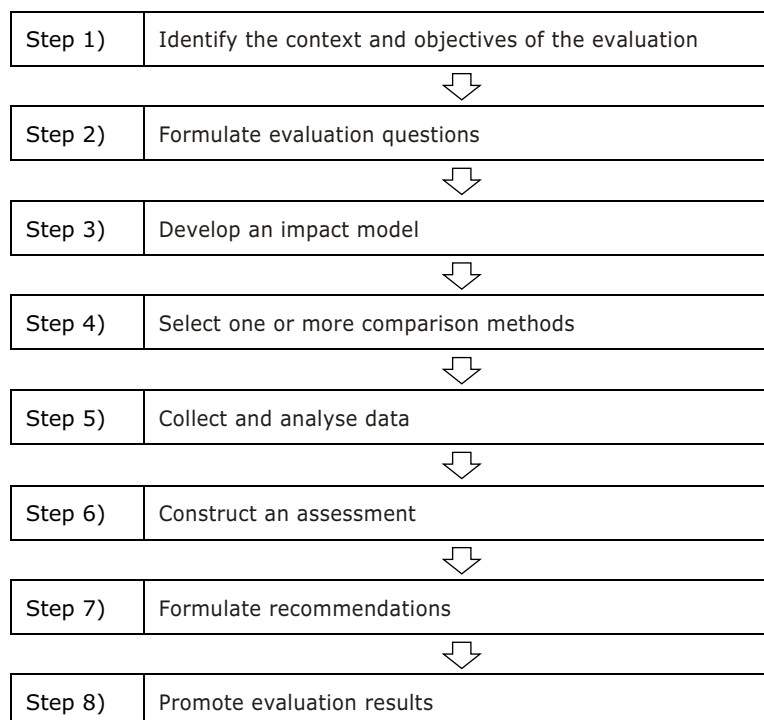 Step 1) Identify the context and objectives of the evaluation
Step 2) Formulate evaluation questions
Step 3) Develop an impact model
Step 4) Select one or more comparison methods
Step 5) Collect and analyse data
Step 6) Construct an assessment
Step 7) Formulate recommendations
Step 8) Promote evaluation results